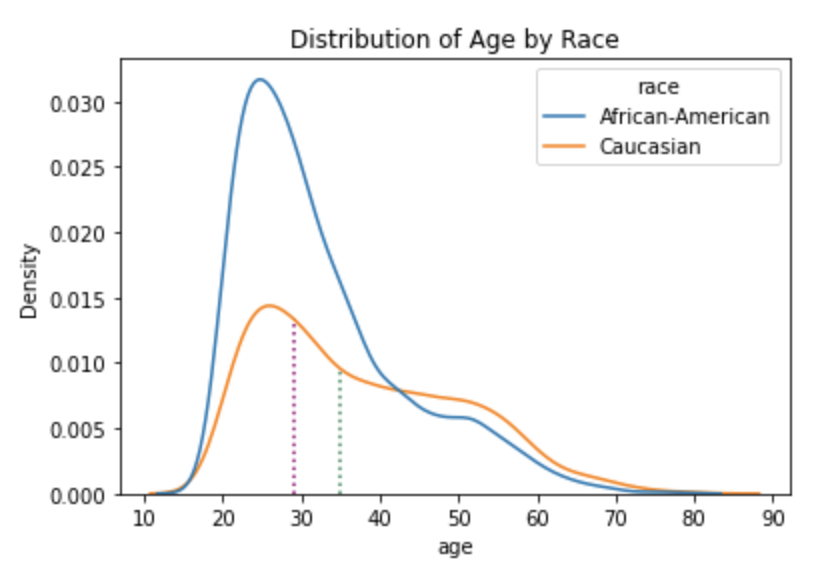 Distribution of Age by Race
race
African-American
Caucasian
0.030
0.025
0.020
0.015
0.010
0.005
0.000
Density
10 20 30 40 50 60 70 80 90
age